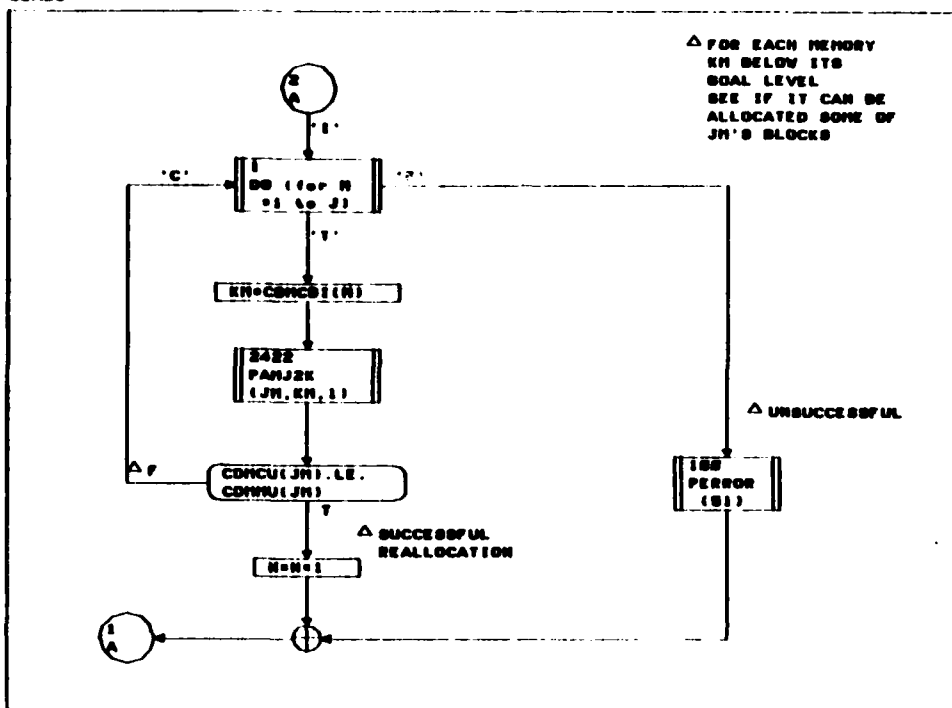 △ FOR EACH MEMORY
KM BELOW ITS
GOAL LEVEL
SEE IF IT CAN BE
ALLOCATED SOME OF
JM'S BLOCKS
2
A
1
DO (for M
=1 to J)
'C'
'T'
2422
PAMJ2K
(JM,KM,1)
△ UNSUCCESSFUL
△ F
CDMCU(JM).LE.
CDMMU(JM)
T
PERROR
△ SUCCESSFUL
REALLOCATION
1
A